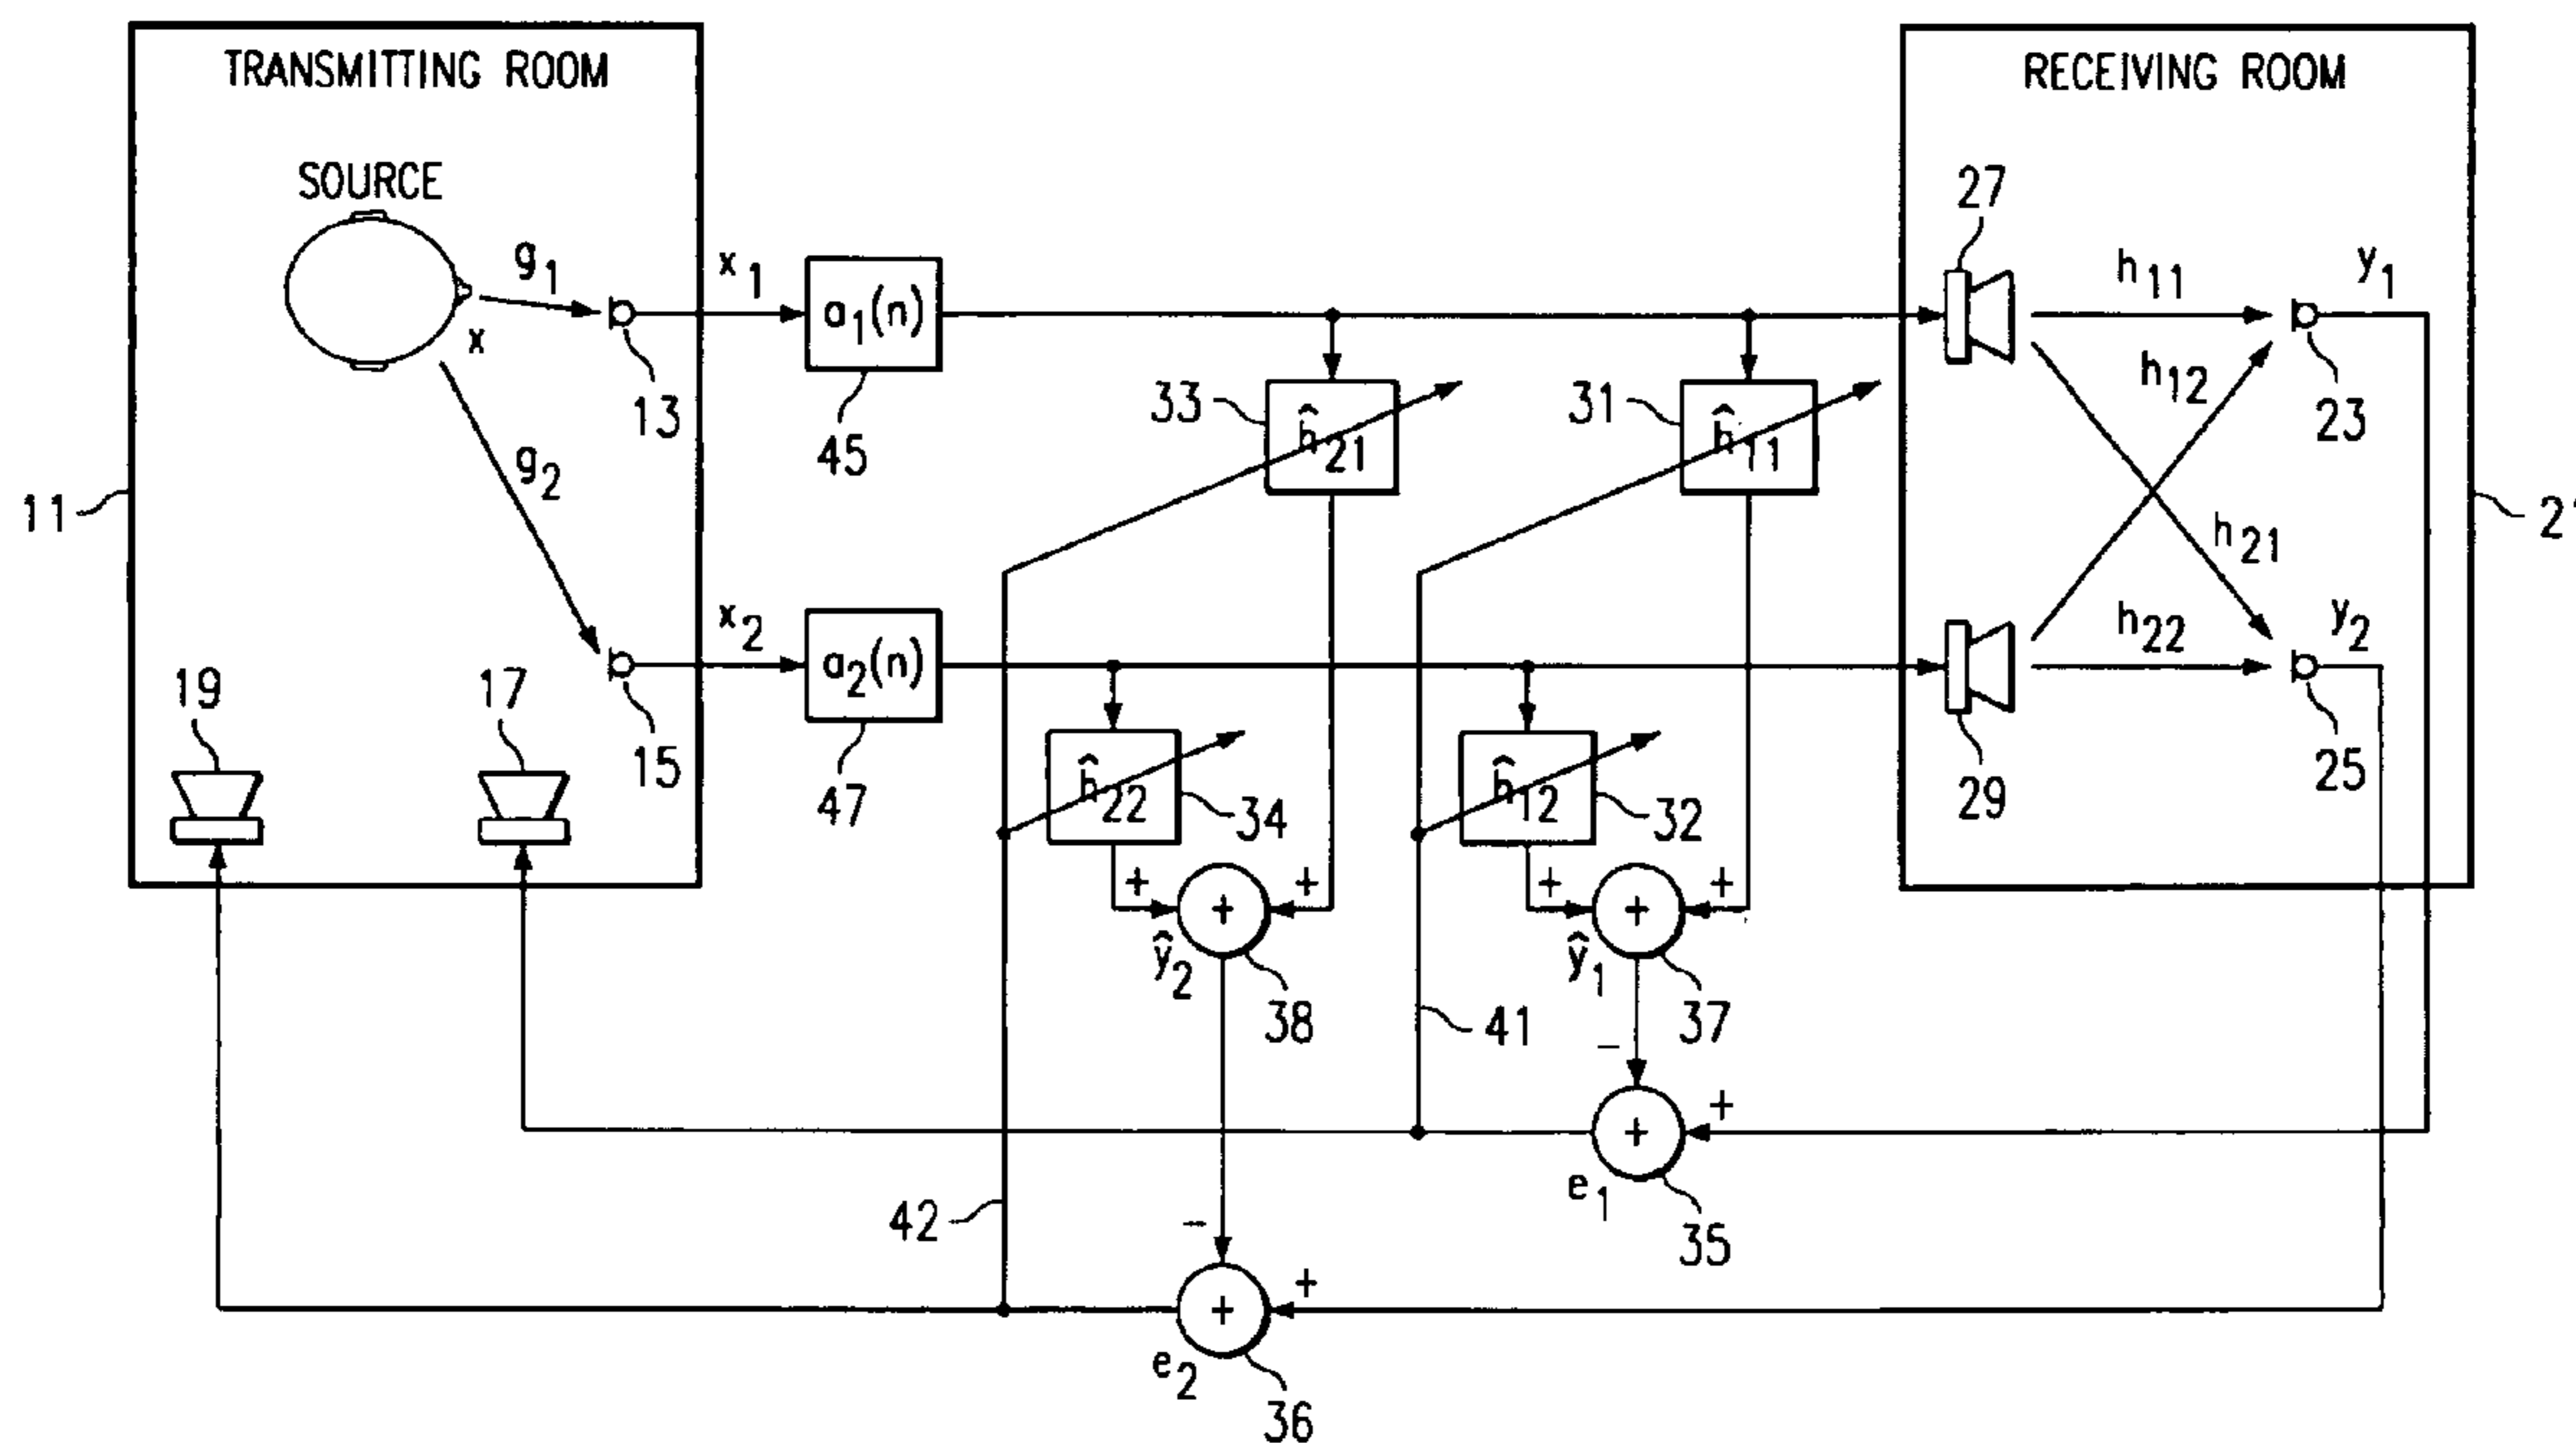 TRANSMITTING ROOM
RECEIVING ROOM
SOURCE
27
g₁
x₁
h₁₁
y₁
a₁(n)
x
13
45
33
ĥ₂₁
31
ĥ₁₁
h₁₂
23
g₂
11
h₂₁
x₂
h₂₂
y₂
19
17
a₂(n)
15
47
ĥ₂₂
34
ĥ₁₂
32
29
25
+
+
+
+
+
+
ŷ₂
ŷ₁
38
41
37
−
+
+
e₁
35
42
−
+
+
e₂
36